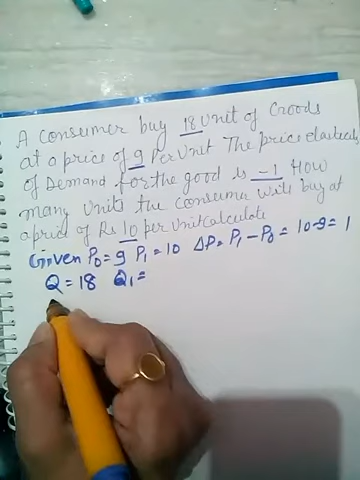 A consumer buy 18 unit of Goods
at a price of 9 Per Unit The price elasticity
of Demand for the good is -1 How
many Units the consumer will buy at
a price of Rs 10 per unit calculate
Given P₀ = 9 P₁ = 10 ΔP = P₁ - P₀ = 10-9 = 1
Q = 18 Q₁ =